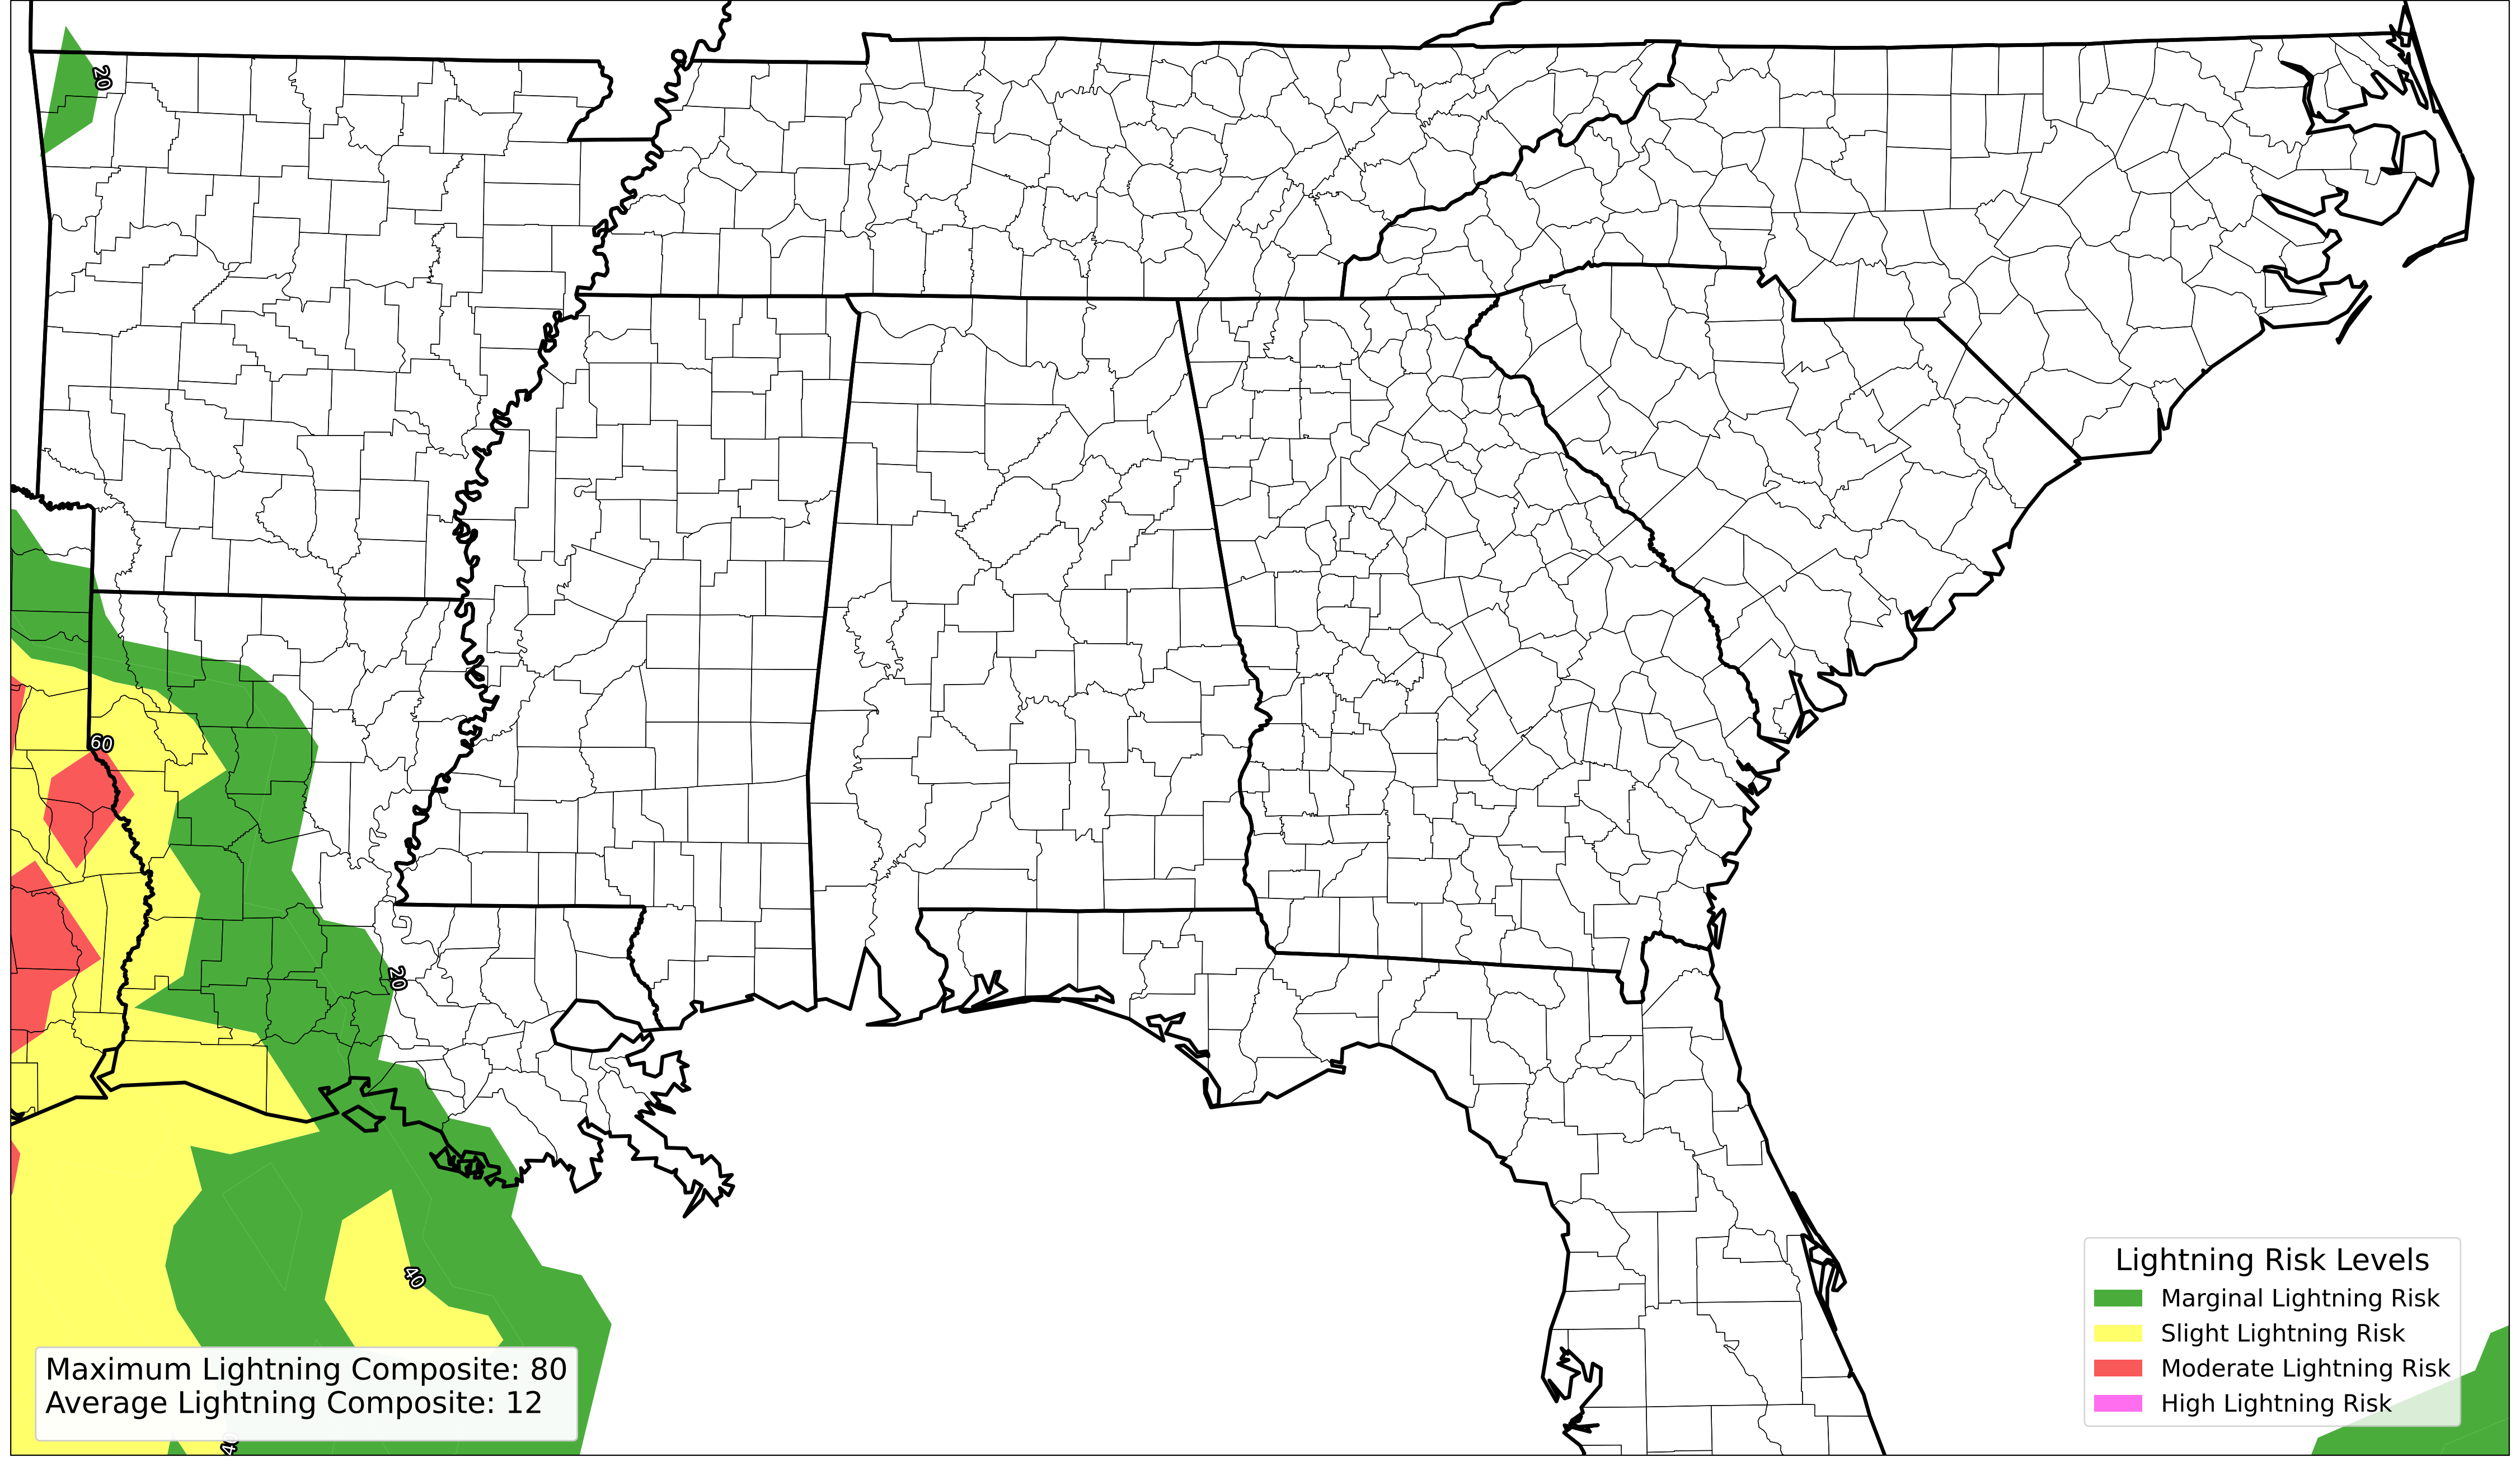 20
60
20
40
40
Maximum Lightning Composite: 80
Average Lightning Composite: 12
Lightning Risk Levels
Marginal Lightning Risk
Slight Lightning Risk
Moderate Lightning Risk
High Lightning Risk